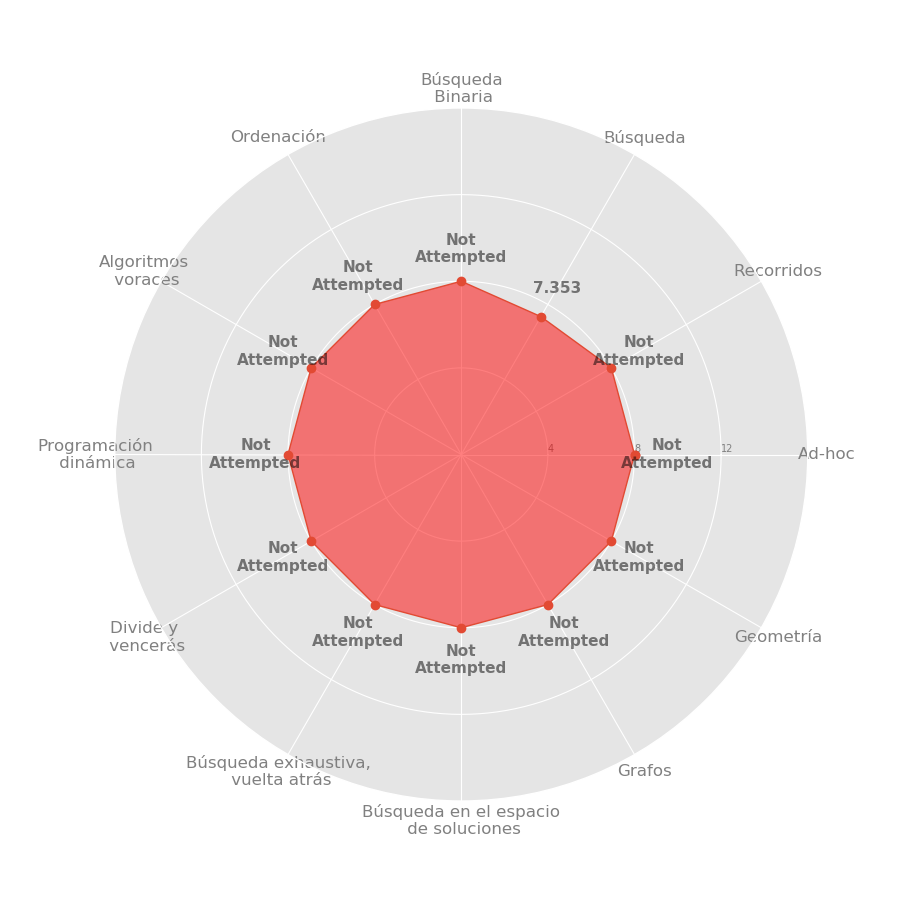 Búsqueda
Binaria
Ordenación
Búsqueda
Algoritmos
voraces
Recorridos
Not
Attempted
Not
Attempted
7.353
Not
Attempted
Not
Attempted
Programación
dinámica
Not
Attempted
4
8
Not
Attempted
12
Ad-hoc
Not
Attempted
Not
Attempted
Divide y
vencerás
Not
Attempted
Not
Attempted
Not
Attempted
Geometría
Búsqueda exhaustiva,
vuelta atrás
Grafos
Búsqueda en el espacio
de soluciones